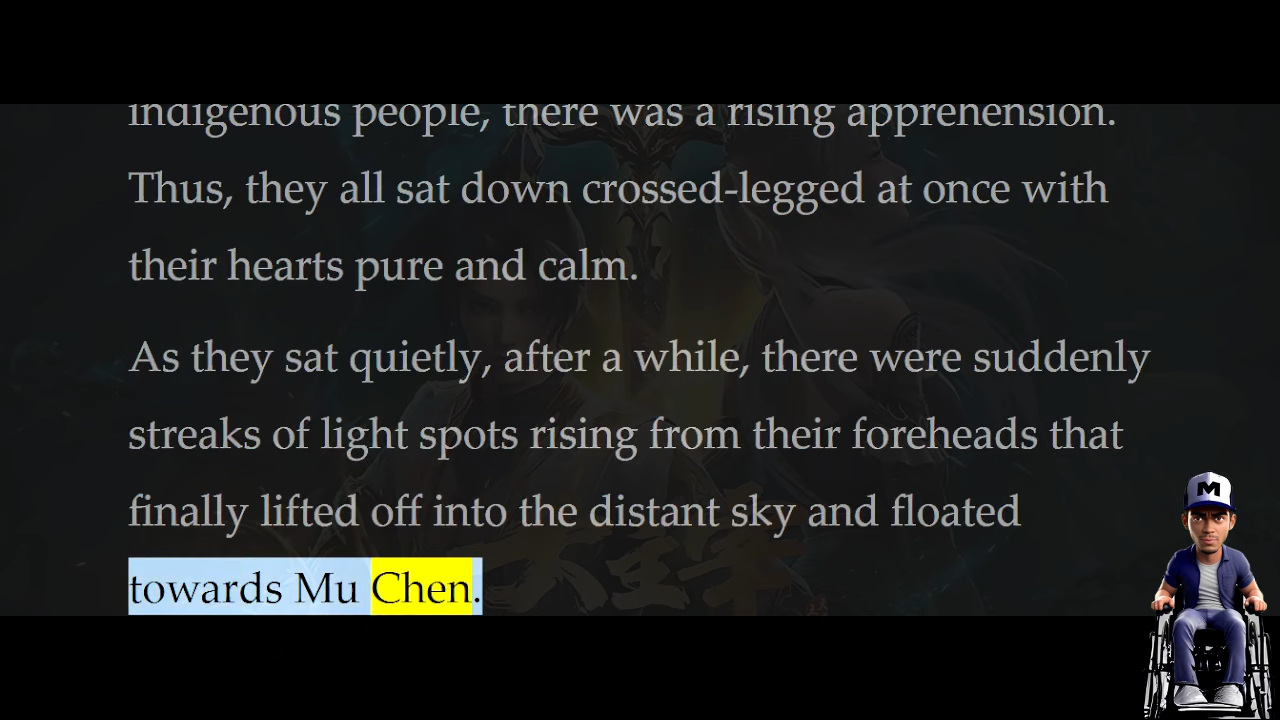 indigenous people, there was a rising apprehension.
Thus, they all sat down crossed-legged at once with
their hearts pure and calm.
As they sat quietly, after a while, there were suddenly
streaks of light spots rising from their foreheads that
finally lifted off into the distant sky and floated
towards Mu Chen.
M